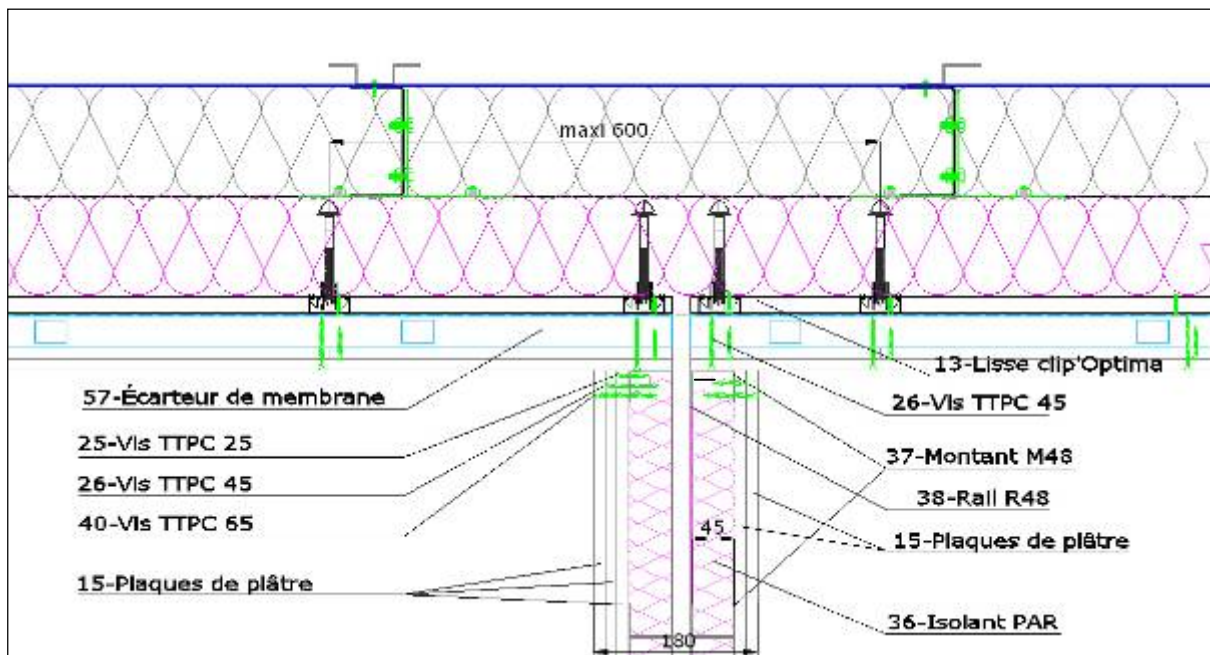 maxi 600
13-Lisse clip'Optima
57-Écarteur de membrane
26-Vis TTPC 45
25-Vis TTPC 25
37-Montant M48
26-Vis TTPC 45
38-Rail R48
40-Vis TTPC 65
45
15-Plaques de plâtre
15-Plaques de plâtre
36-Isolant PAR
180